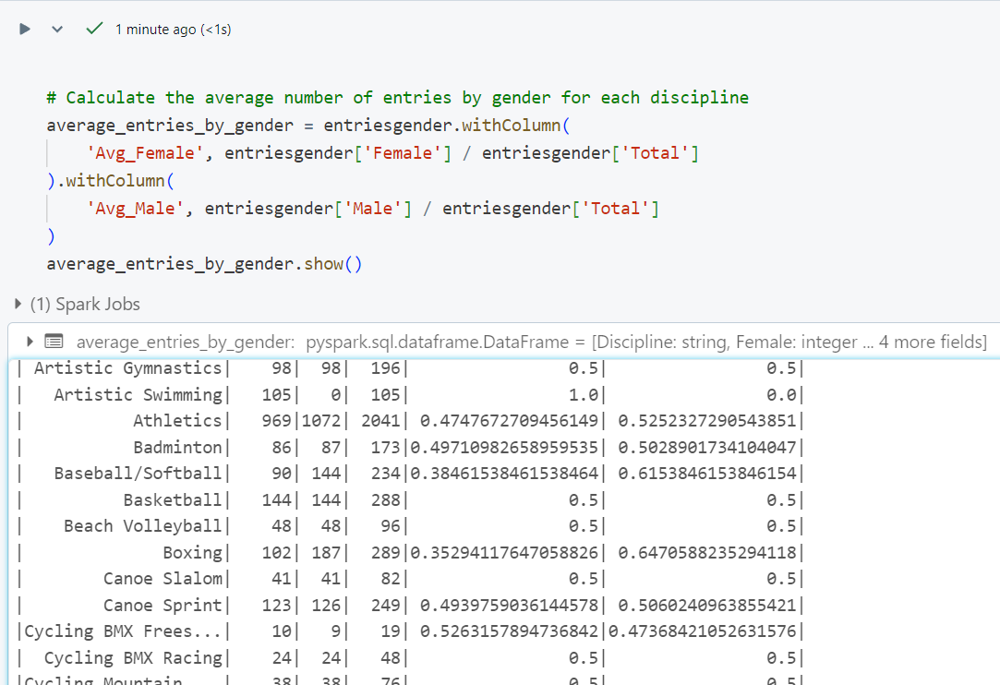 1 minute ago (<1s)
# Calculate the average number of entries by gender for each discipline
average_entries_by_gender = entriesgender.withColumn(
    'Avg_Female', entriesgender['Female'] / entriesgender['Total']
).withColumn(
    'Avg_Male', entriesgender['Male'] / entriesgender['Total']
)
average_entries_by_gender.show()
(1) Spark Jobs
average_entries_by_gender: pyspark.sql.dataframe.DataFrame = [Discipline: string, Female: integer ... 4 more fields]
| Artistic Gymnastics|    98|  98|  196|                0.5|                0.5|
|   Artistic Swimming|   105|   0|  105|                1.0|                0.0|
|           Athletics|   969|1072| 2041| 0.4747672709456149| 0.5252327290543851|
|           Badminton|    86|  87|  173|0.49710982658959535| 0.5028901734104047|
|   Baseball/Softball|    90| 144|  234|0.38461538461538464| 0.6153846153846154|
|          Basketball|   144| 144|  288|                0.5|                0.5|
|    Beach Volleyball|    48|  48|   96|                0.5|                0.5|
|              Boxing|   102| 187|  289|0.35294117647058826| 0.6470588235294118|
|        Canoe Slalom|    41|  41|   82|                0.5|                0.5|
|        Canoe Sprint|   123| 126|  249| 0.4939759036144578| 0.5060240963855421|
|Cycling BMX Frees...|    10|   9|   19| 0.5263157894736842|0.47368421052631576|
|  Cycling BMX Racing|    24|  24|   48|                0.5|                0.5|
|Cycling Mountain ...|    38|  38|   76|                0.5|                0.5|